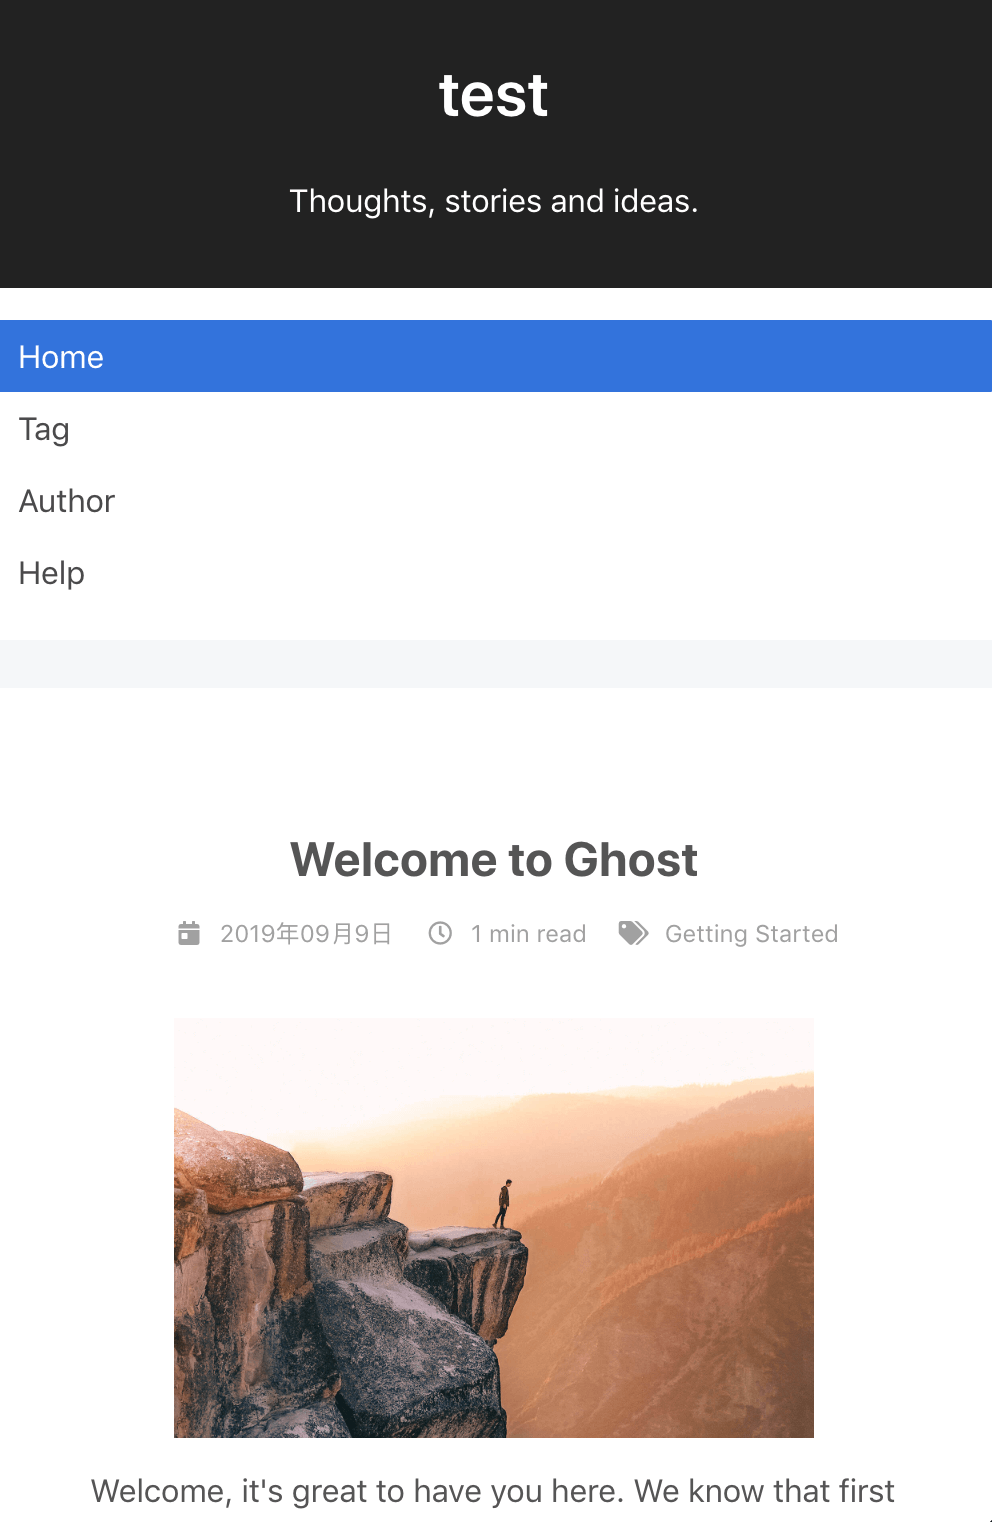 test
Thoughts, stories and ideas.
Home
Tag
Author
Help
Welcome to Ghost
2019年09月9日 1 min read Getting Started
Welcome, it's great to have you here. We know that first